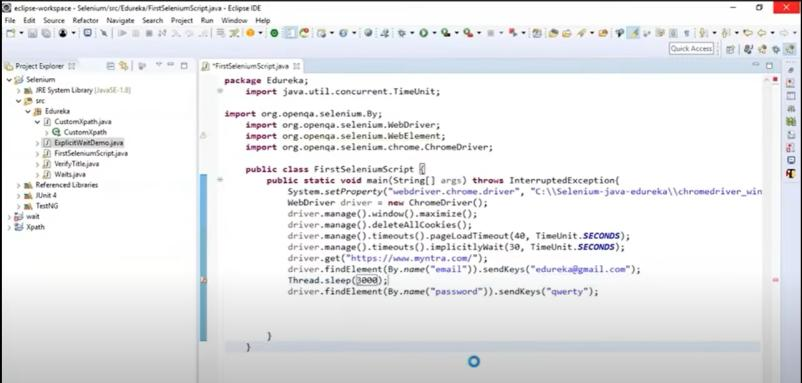 eclipse-workspace - Selenium/src/Edureka/FirstSeleniumScript.java - Eclipse IDE
File Edit Source Refactor Navigate Search Project Run Window Help
Quick Access
Project Explorer
Selenium
JRE System Library [JavaSE-1.8]
src
Edureka
CustomXpath.java
CustomXpath
ExplicitWaitDemo.java
FirstSeleniumScript.java
VerifyTitle.java
Waits.java
Referenced Libraries
JUnit 4
TestNG
wait
Xpath
*FirstSeleniumScript.java
package Edureka;
import java.util.concurrent.TimeUnit;
import org.openqa.selenium.By;
import org.openqa.selenium.WebDriver;
import org.openqa.selenium.WebElement;
import org.openqa.selenium.chrome.ChromeDriver;
public class FirstSeleniumScript {
public static void main(String[] args) throws InterruptedException{
System.setProperty("webdriver.chrome.driver", "C:\\Selenium-java-edureka\\chromedriver_win
WebDriver driver = new ChromeDriver();
driver.manage().window().maximize();
driver.manage().deleteAllCookies();
driver.manage().timeouts().pageLoadTimeout(40, TimeUnit.SECONDS);
driver.manage().timeouts().implicitlyWait(30, TimeUnit.SECONDS);
driver.get("https://www.myntra.com/");
driver.findElement(By.name("email")).sendKeys("edureka@gmail.com");
Thread.sleep(3000);
driver.findElement(By.name("password")).sendKeys("qwerty");
}
}